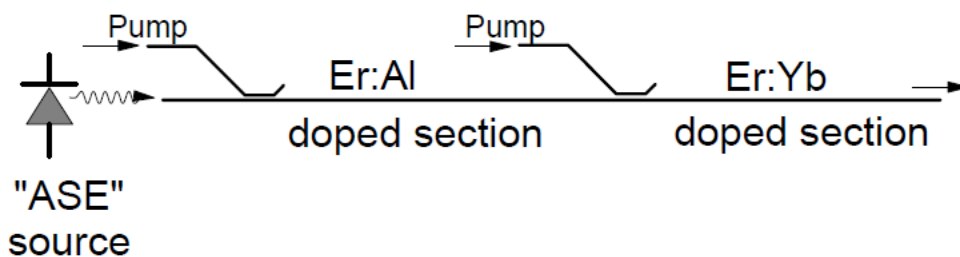 Pump
Pump
Er:Al
Er:Yb
doped section
doped section
"ASE"
source